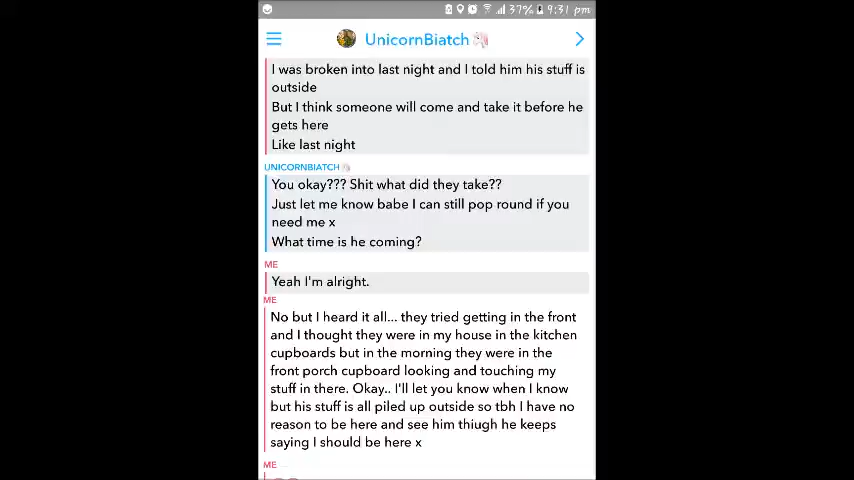 37% 9:31 pm
UnicornBiatch🦄
I was broken into last night and I told him his stuff is
outside
But I think someone will come and take it before he
gets here
Like last night
UNICORNBIATCH🦄
You okay??? Shit what did they take??
Just let me know babe I can still pop round if you
need me x
What time is he coming?
ME
Yeah I'm alright.
ME
No but I heard it all... they tried getting in the front
and I thought they were in my house in the kitchen
cupboards but in the morning they were in the
front porch cupboard looking and touching my
stuff in there. Okay.. I'll let you know when I know
but his stuff is all piled up outside so tbh I have no
reason to be here and see him thiugh he keeps
saying I should be here x
ME